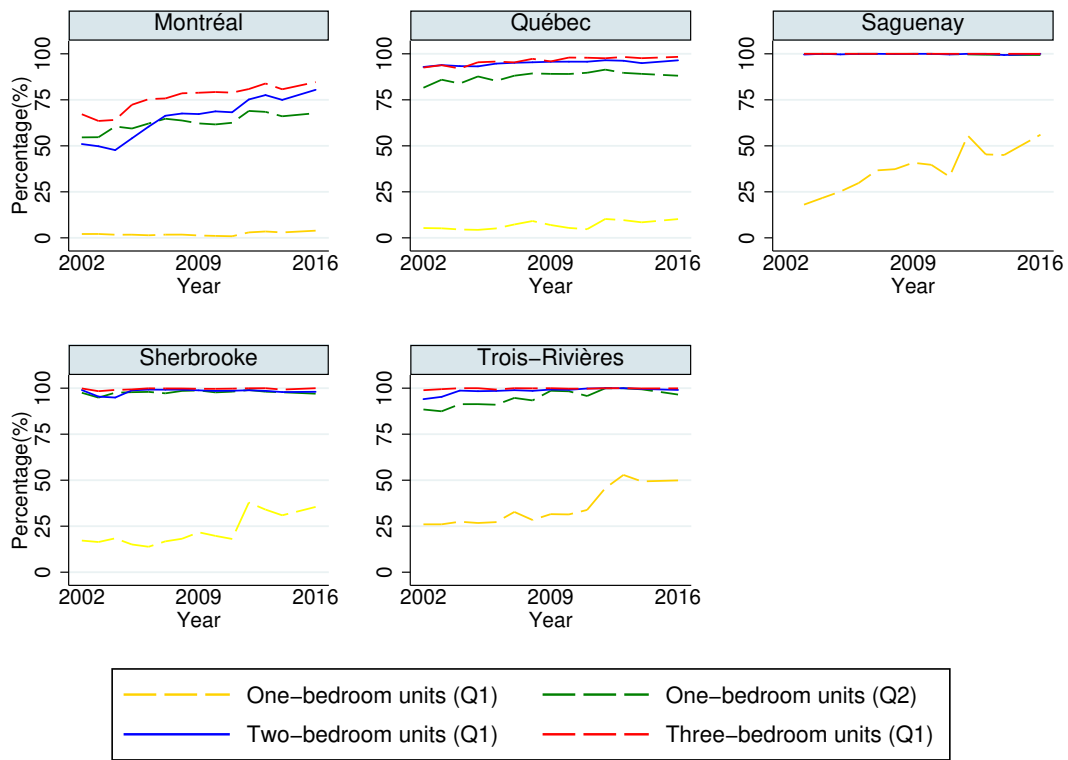 Montréal
Percentage(%)
100
75
50
25
0
2002
2009
2016
Year
Québec
100
75
50
25
0
2002
2009
2016
Year
Saguenay
100
75
50
25
0
2002
2009
2016
Year
Sherbrooke
Percentage(%)
100
75
50
25
0
2002
2009
2016
Year
Trois−Rivières
100
75
50
25
0
2002
2009
2016
Year
One−bedroom units (Q1)
One−bedroom units (Q2)
Two−bedroom units (Q1)
Three−bedroom units (Q1)